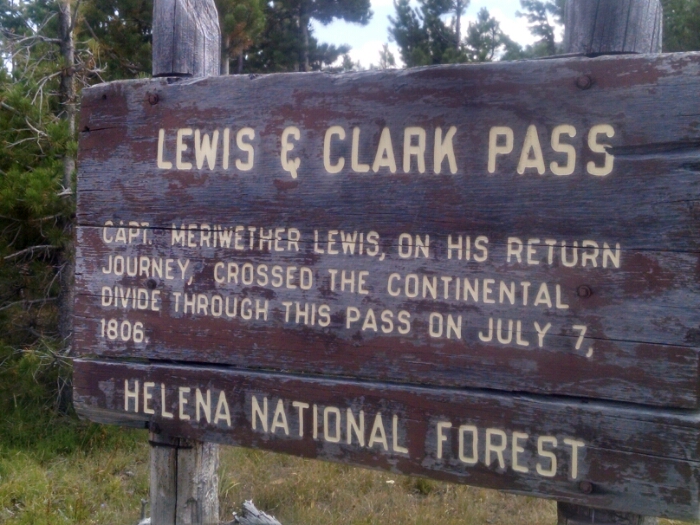 LEWIS & CLARK PASS
CAPT. MERIWETHER LEWIS, ON HIS RETURN
JOURNEY, CROSSED THE CONTINENTAL
DIVIDE THROUGH THIS PASS ON JULY 7,
1806.
HELENA NATIONAL FOREST